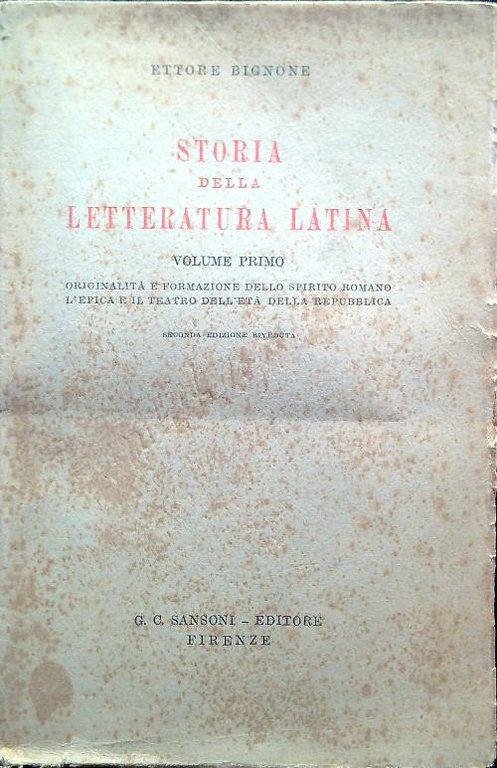 ETTORE BIGNONE
STORIA
DELLA
LETTERATURA LATINA
VOLUME PRIMO
ORIGINALITÀ E FORMAZIONE DELLO SPIRITO ROMANO
L'EPICA E IL TEATRO DELL'ETÀ DELLA REPUBBLICA
SECONDA EDIZIONE RIVEDUTA
G. C. SANSONI – EDITORE
FIRENZE